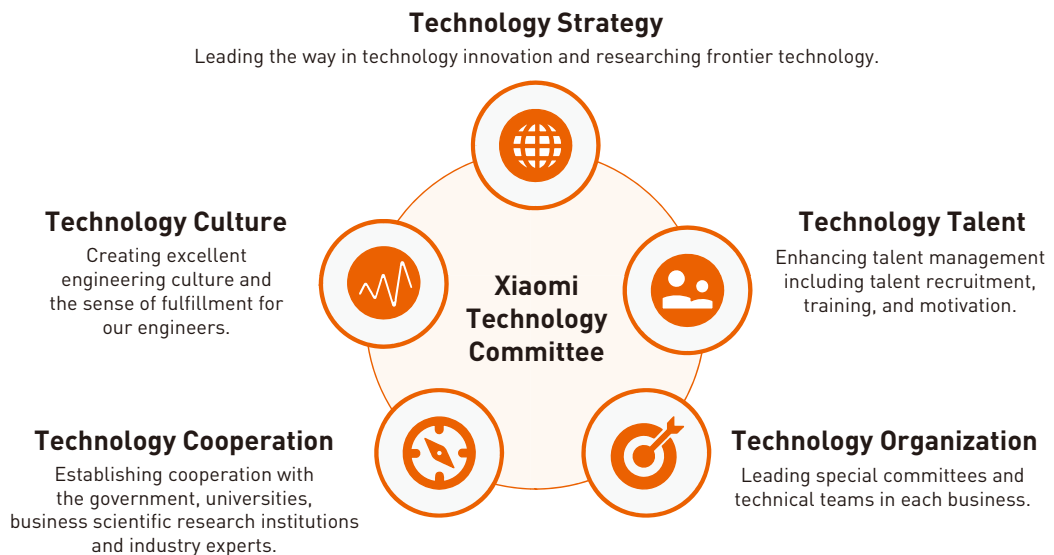 Technology Strategy
Leading the way in technology innovation and researching frontier technology.
Technology Culture
Creating excellent
engineering culture and
the sense of fulfillment for
our engineers.
Technology Talent
Enhancing talent management
including talent recruitment,
training, and motivation.
Xiaomi
Technology
Committee
Technology Cooperation
Establishing cooperation with
the government, universities,
business scientific research institutions
and industry experts.
Technology Organization
Leading special committees and
technical teams in each business.